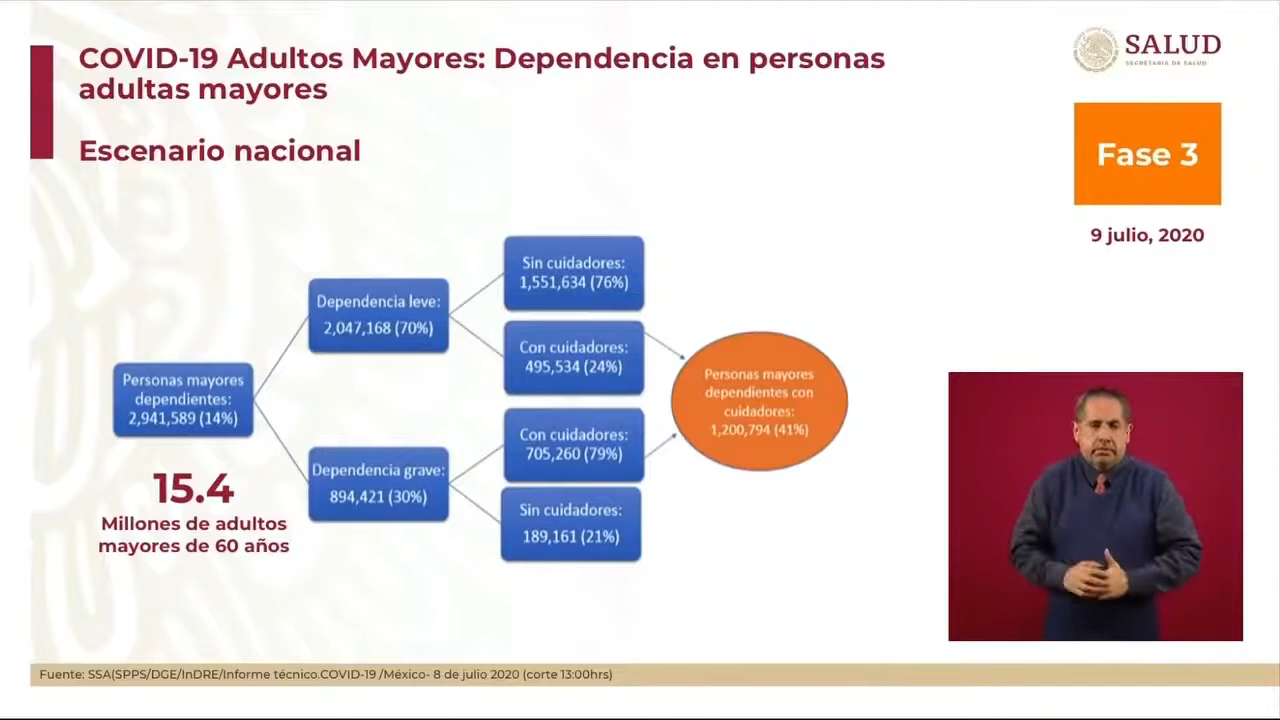 COVID-19 Adultos Mayores: Dependencia en personas
adultas mayores
Escenario nacional
SALUD
SECRETARÍA DE SALUD
Fase 3
9 julio, 2020
Personas mayores
dependientes:
2,941,589 (14%)
15.4
Millones de adultos
mayores de 60 años
Dependencia leve:
2,047,168 (70%)
Dependencia grave:
894,421 (30%)
Sin cuidadores:
1,551,634 (76%)
Con cuidadores:
495,534 (24%)
Con cuidadores:
705,260 (79%)
Sin cuidadores:
189,161 (21%)
Personas mayores
dependientes con
cuidadores:
1,200,794 (41%)
Fuente: SSA(SPPS/DGE/InDRE/Informe técnico.COVID-19 /México- 8 de julio 2020 (corte 13:00hrs)